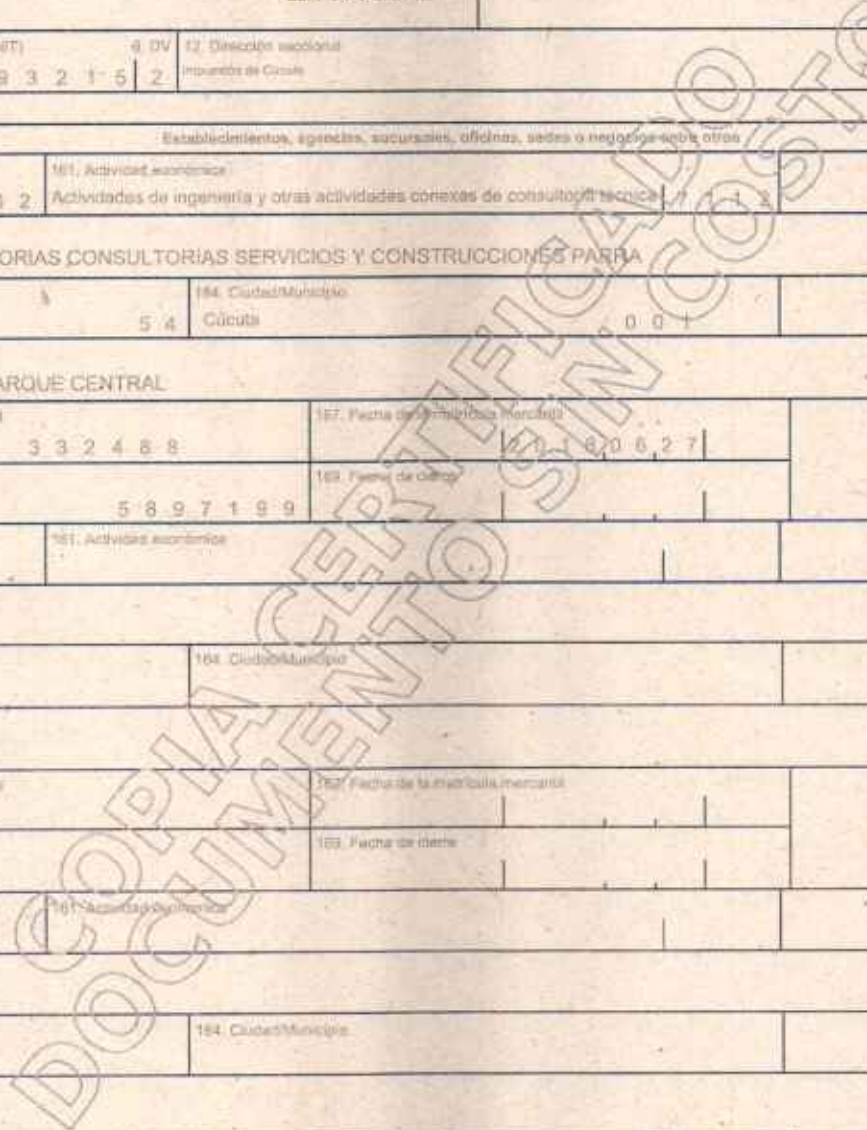 6. DV 12. Dirección seccional
9 3 2 1 5 2 Impuestos de Cúcuta
Establecimientos, agencias, sucursales, oficinas, sedes o negocios entre otros
161. Actividad económica
2 Actividades de ingeniería y otras actividades conexas de consultoría técnica 7 1 1 2
ORIAS CONSULTORIAS SERVICIOS Y CONSTRUCCIONES PARRA
164. Ciudad/Municipio
5 4 Cúcuta 0 0 1
ARQUE CENTRAL
167. Fecha de la matrícula mercantil
3 3 2 4 8 8 2 0 1 8 0 6 2 7
169. Fecha de cierre
5 8 9 7 1 9 9
161. Actividad económica
164. Ciudad/Municipio
167. Fecha de la matrícula mercantil
169. Fecha de cierre
161. Actividad económica
164. Ciudad/Municipio
COPIA CERTIFICADO
DOCUMENTO SIN COSTO